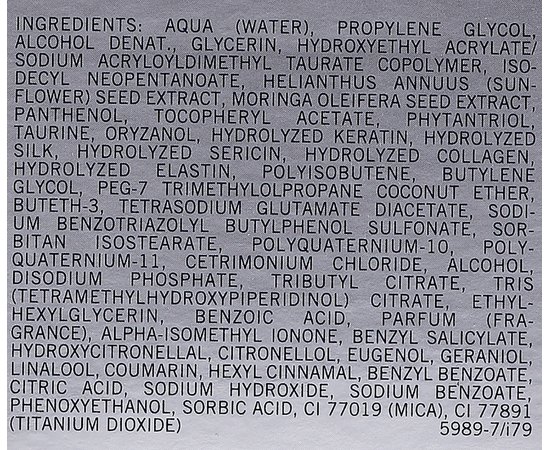 INGREDIENTS: AQUA (WATER), PROPYLENE GLYCOL,
ALCOHOL DENAT., GLYCERIN, HYDROXYETHYL ACRYLATE/
SODIUM ACRYLOYLDIMETHYL TAURATE COPOLYMER, ISO-
DECYL NEOPENTANOATE, HELIANTHUS ANNUUS (SUN-
FLOWER) SEED EXTRACT, MORINGA OLEIFERA SEED EXTRACT,
PANTHENOL, TOCOPHERYL ACETATE, PHYTANTRIOL,
TAURINE, ORYZANOL, HYDROLYZED KERATIN, HYDROLYZED
SILK, HYDROLYZED SERICIN, HYDROLYZED COLLAGEN,
HYDROLYZED ELASTIN, POLYISOBUTENE, BUTYLENE
GLYCOL, PEG-7 TRIMETHYLOLPROPANE COCONUT ETHER,
BUTETH-3, TETRASODIUM GLUTAMATE DIACETATE, SODI-
UM BENZOTRIAZOLYL BUTYLPHENOL SULFONATE, SOR-
BITAN ISOSTEARATE, POLYQUATERNIUM-10, POLY-
QUATERNIUM-11, CETRIMONIUM CHLORIDE, ALCOHOL,
DISODIUM PHOSPHATE, TRIBUTYL CITRATE, TRIS
(TETRAMETHYLHYDROXYPIPERIDINOL) CITRATE, ETHYL-
HEXYLGLYCERIN, BENZOIC ACID, PARFUM (FRA-
GRANCE), ALPHA-ISOMETHYL IONONE, BENZYL SALICYLATE,
HYDROXYCITRONELLAL, CITRONELLOL, EUGENOL, GERANIOL,
LINALOOL, COUMARIN, HEXYL CINNAMAL, BENZYL BENZOATE,
CITRIC ACID, SODIUM HYDROXIDE, SODIUM BENZOATE,
PHENOXYETHANOL, SORBIC ACID, CI 77019 (MICA), CI 77891
(TITANIUM DIOXIDE) 5989-7/i79